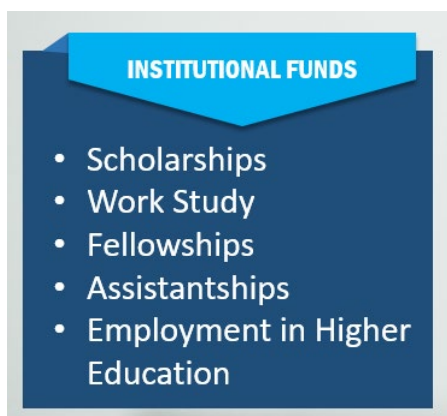 INSTITUTIONAL FUNDS
• Scholarships
• Work Study
• Fellowships
• Assistantships
• Employment in Higher
Education